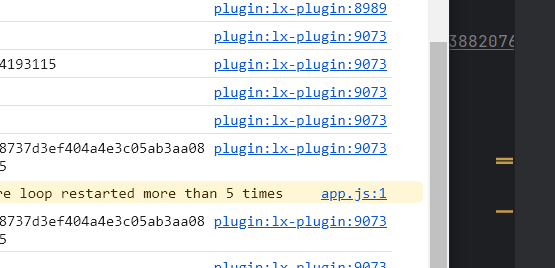 plugin:lx-plugin:8989
plugin:lx-plugin:9073
4193115 plugin:lx-plugin:9073
plugin:lx-plugin:9073
plugin:lx-plugin:9073
8737d3ef404a4e3c05ab3aa08 plugin:lx-plugin:9073
5
re loop restarted more than 5 times app.js:1
8737d3ef404a4e3c05ab3aa08 plugin:lx-plugin:9073
5
plugin:lx-plugin:9073
3882076